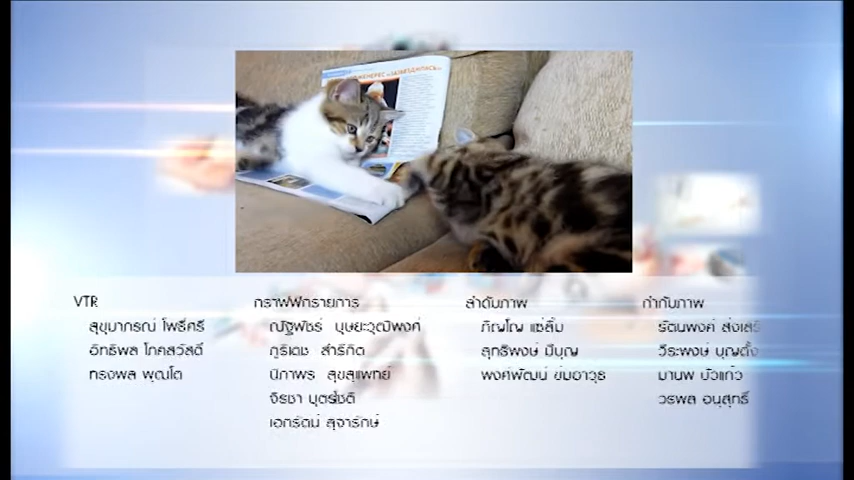 VTR
สุขุมาภรณ์ โพธิ์ศรี
อิทธิพล โภคสวัสดิ์
ทรงพล พุฒโต
กราฟฟิกรายการ
ณัฐพัชร์ บุษยะวุฒิพงศ์
ภูริเดช สำรีกิต
นิภาพร สุขสุแพทย์
จิรชา บุตรีชติ
เอกรัตน์ สุจารักษ์
ลำดับภาพ
ภิญโญ แซ่ลิ้ม
สุทธิพงษ์ มีบุญ
พงศ์พัฒน์ ข่มอาวุธ
กำกับภาพ
รัตนพงศ์ ส่งเสริ
วีระพงษ์ บุญตั้ง
มานพ บัวแก้ว
วรพล อนุสุทธิ์